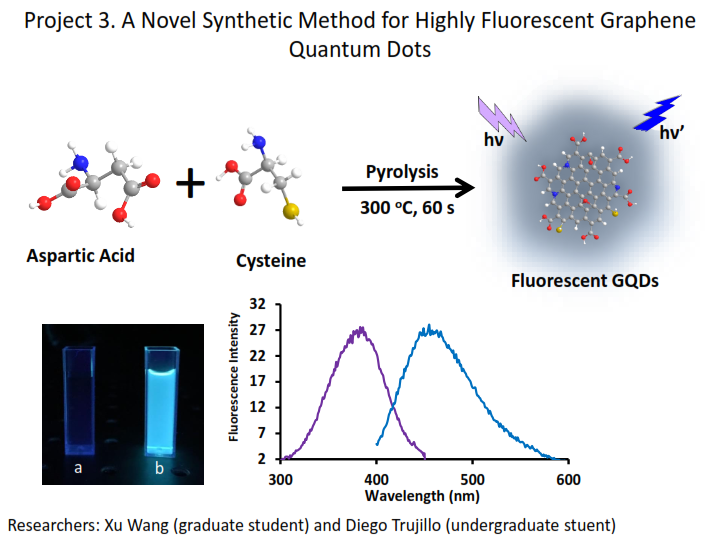 Project 3. A Novel Synthetic Method for Highly Fluorescent Graphene
Quantum Dots
hν
hν’
Pyrolysis
300 ºC, 60 s
Aspartic Acid
Cysteine
Fluorescent GQDs
a
b
Fluorescence Intensity
32
27
22
17
12
7
2
300
400
500
600
Wavelength (nm)
Researchers: Xu Wang (graduate student) and Diego Trujillo (undergraduate stuent)